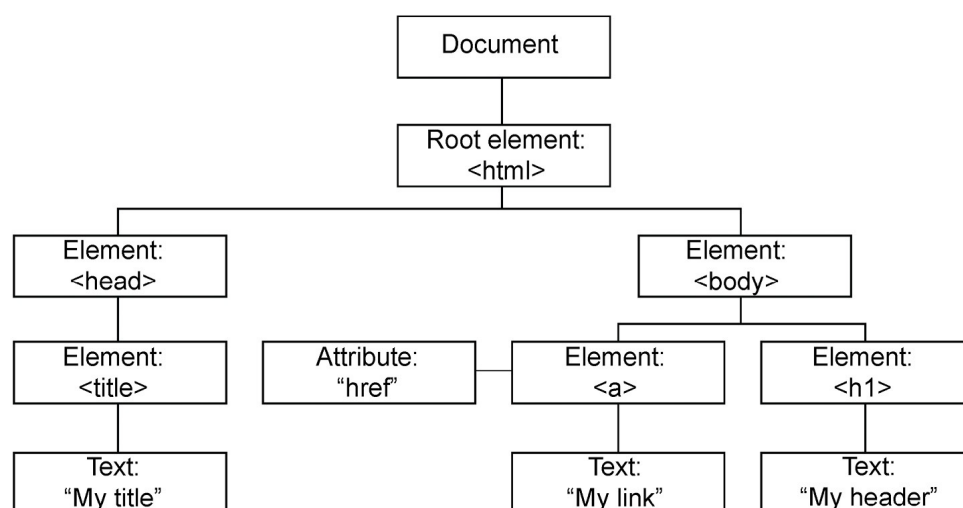 Document
Root element:
<html>
Element:
<head>
Element:
<body>
Element:
<title>
Attribute:
“href”
Element:
<a>
Element:
<h1>
Text:
“My title”
Text:
“My link”
Text:
“My header”